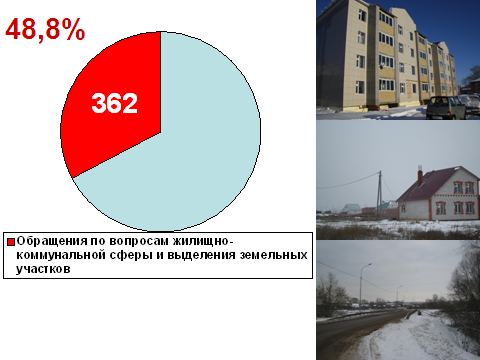 48,8%
362
Обращения по вопросам жилищно-
коммунальной сферы и выделения земельных
участков